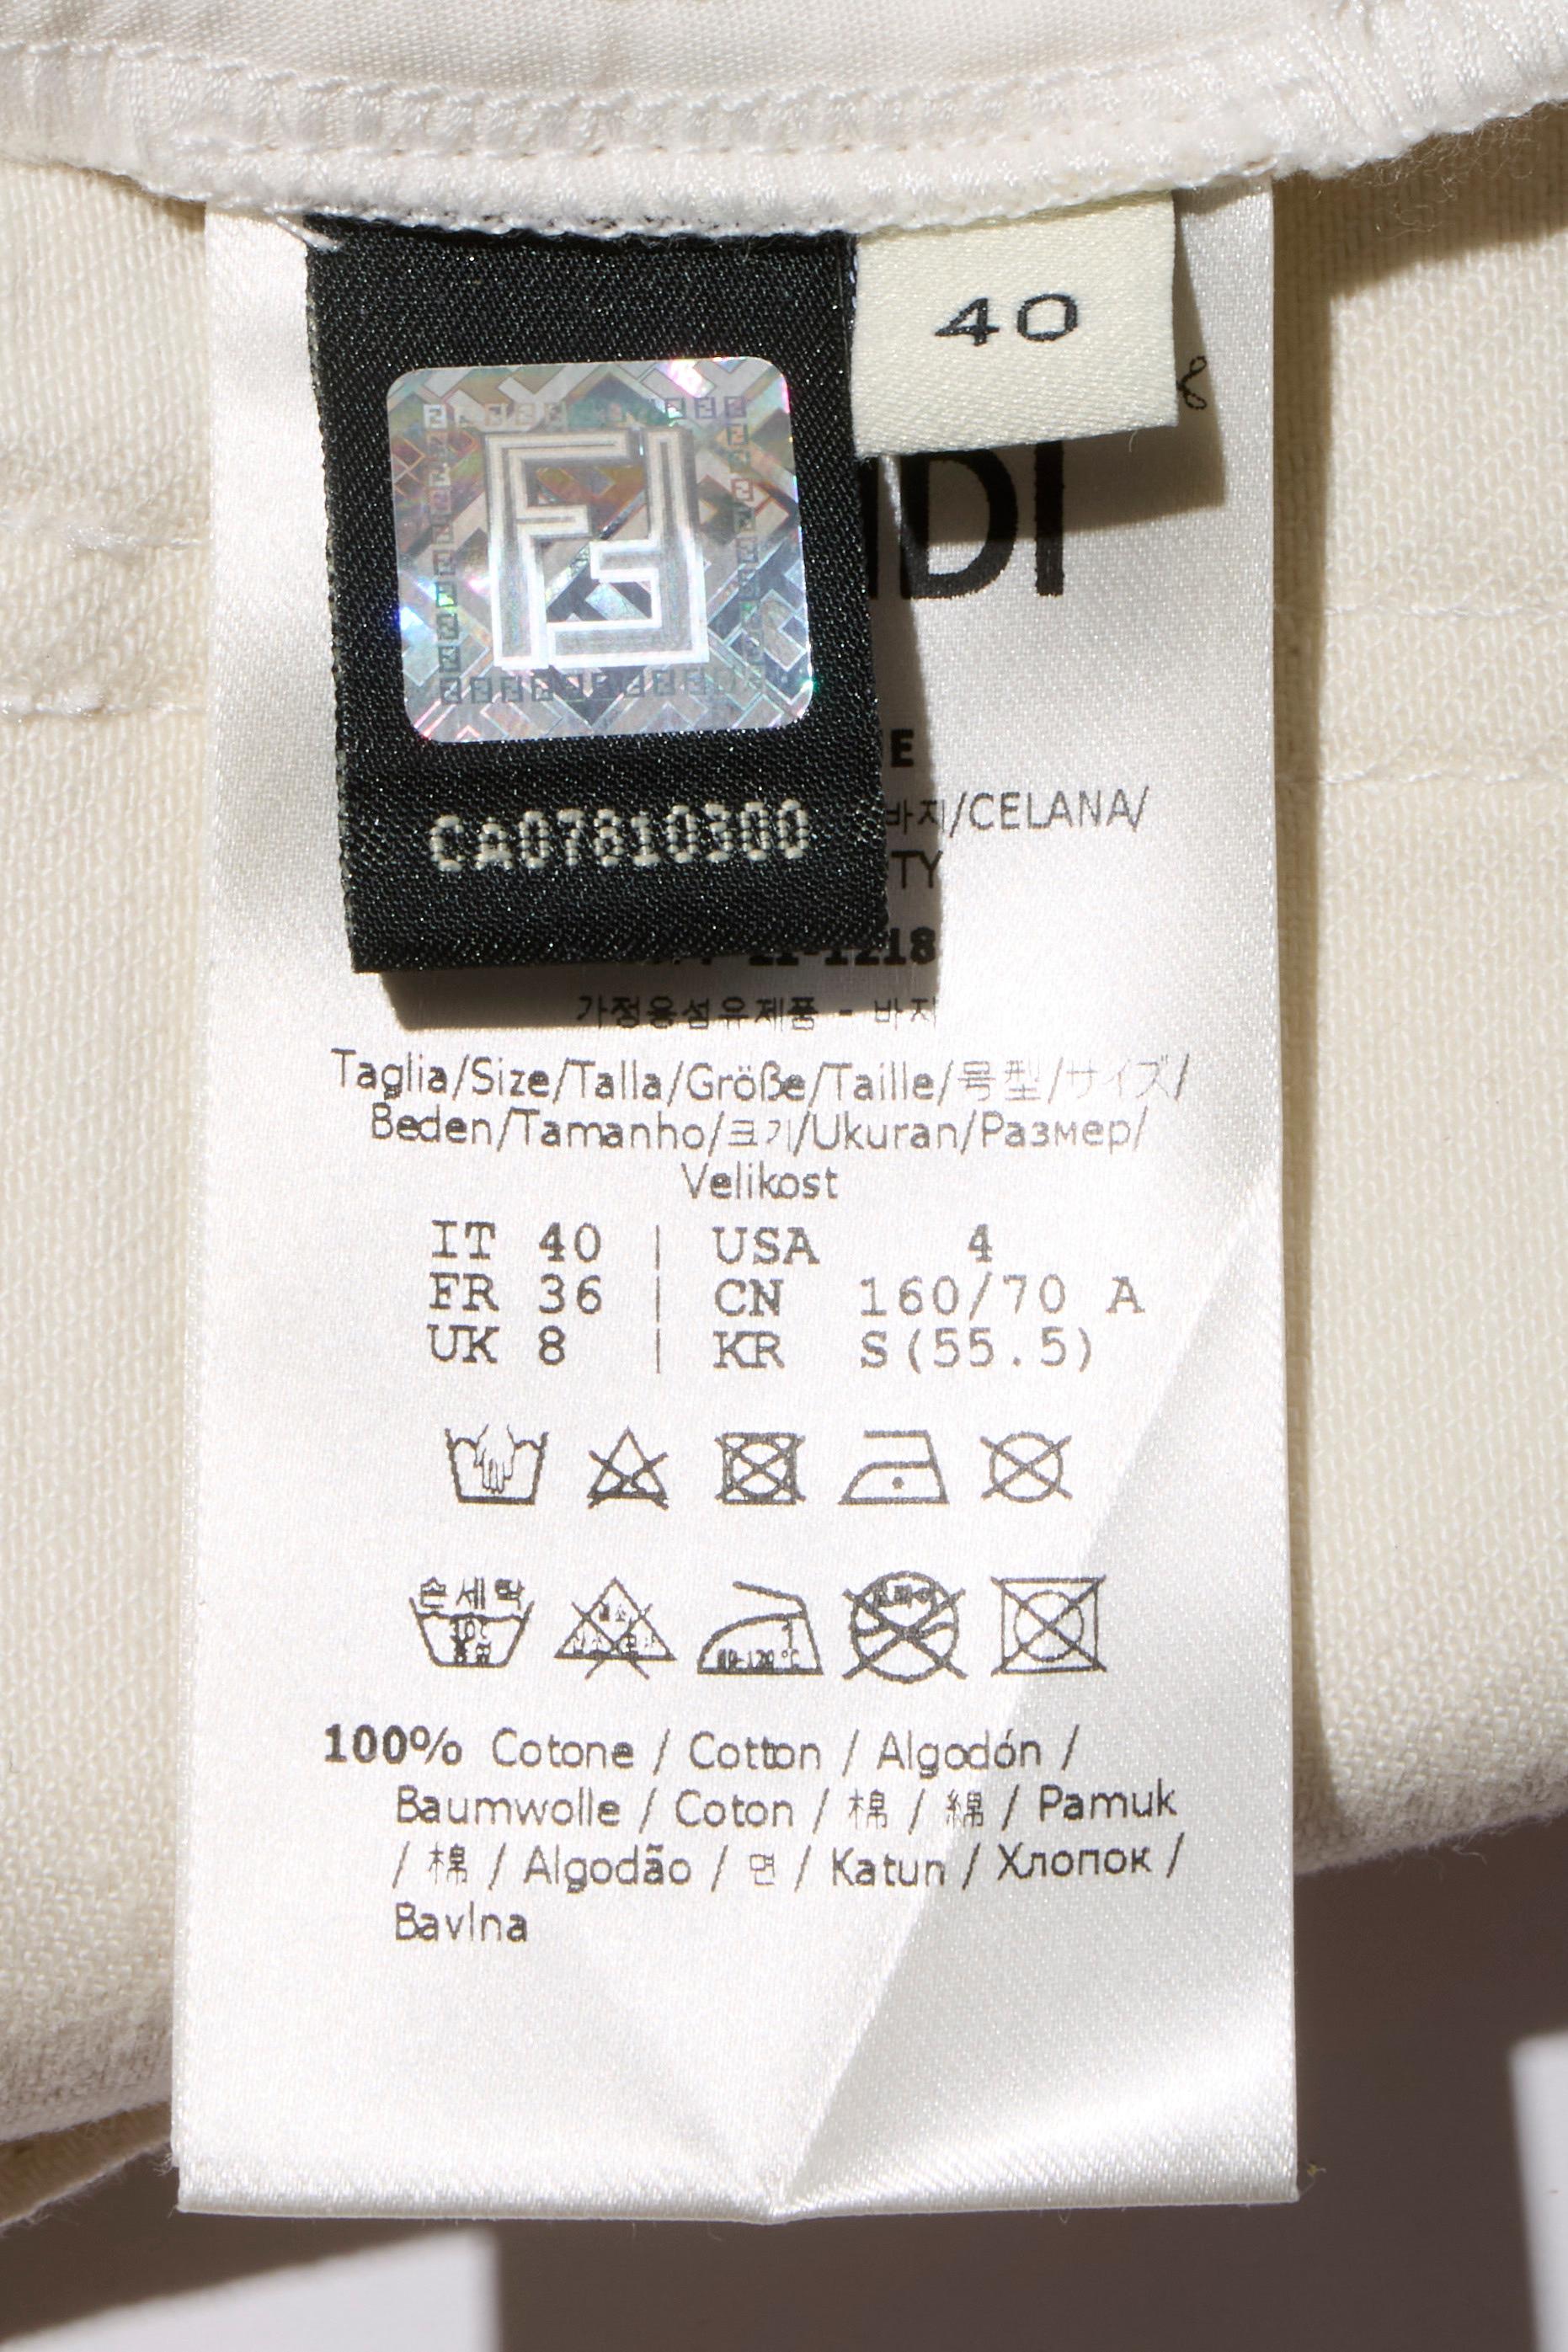 40
CA07810300
/CELANA/
가정용섬유제품 - 바지
Taglia/Size/Talla/Größe/Taille/号型/サイズ/
Beden/Tamanho/크기/Ukuran/Размер/
Velikost
IT 40 | USA 4
FR 36 | CN 160/70 A
UK 8 | KR S(55.5)
손세탁
100% Cotone / Cotton / Algodón /
Baumwolle / Coton / 棉 / 綿 / Pamuk
/ 棉 / Algodão / 면 / Katun / Хлопок /
Bavlna